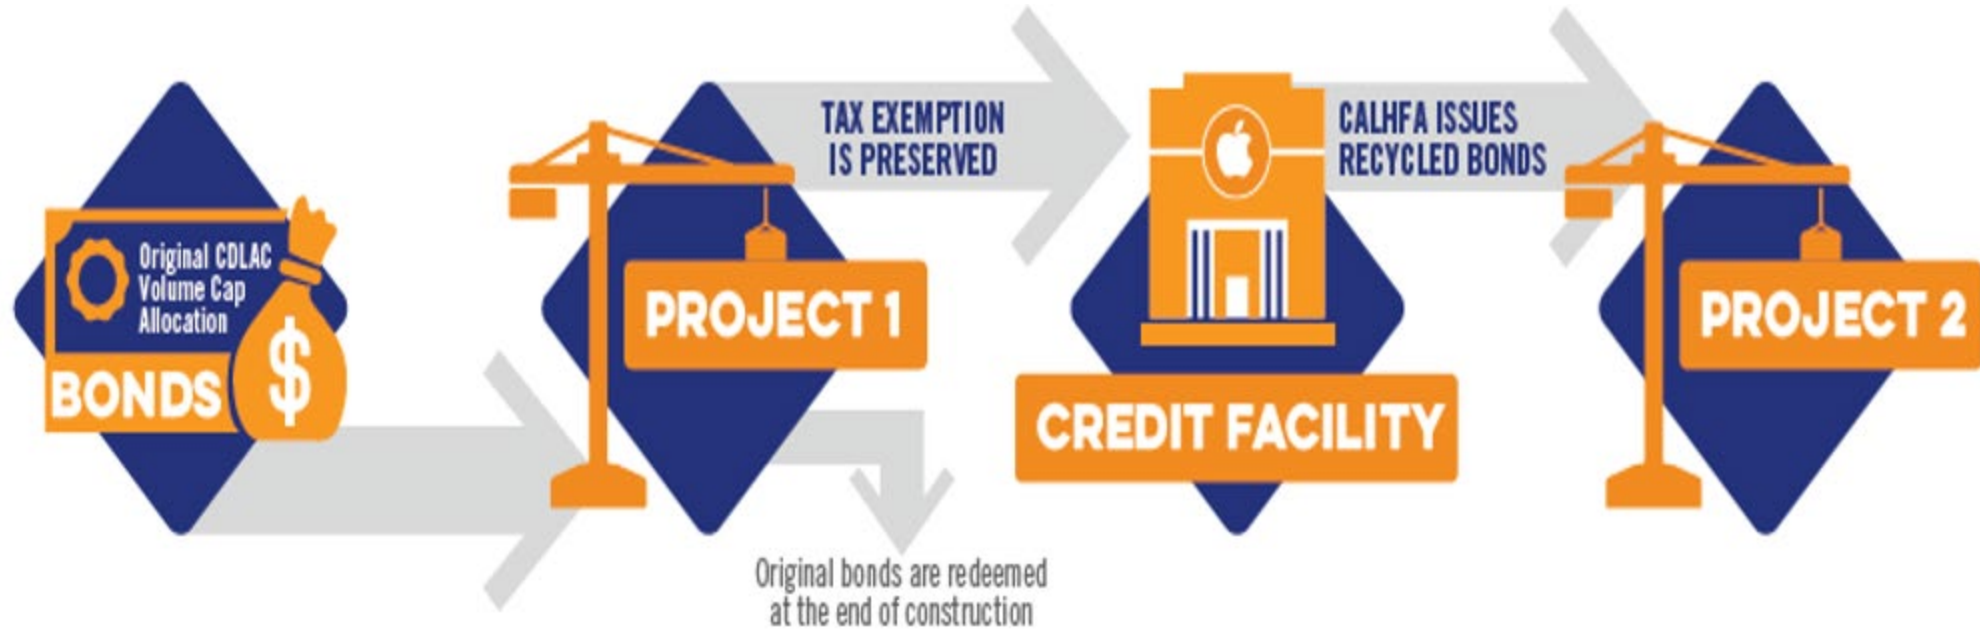 Original CDLAC
Volume Cap
Allocation
BONDS
$
PROJECT 1
TAX EXEMPTION
IS PRESERVED
Original bonds are redeemed
at the end of construction
CREDIT FACILITY
CALHFA ISSUES
RECYCLED BONDS
PROJECT 2